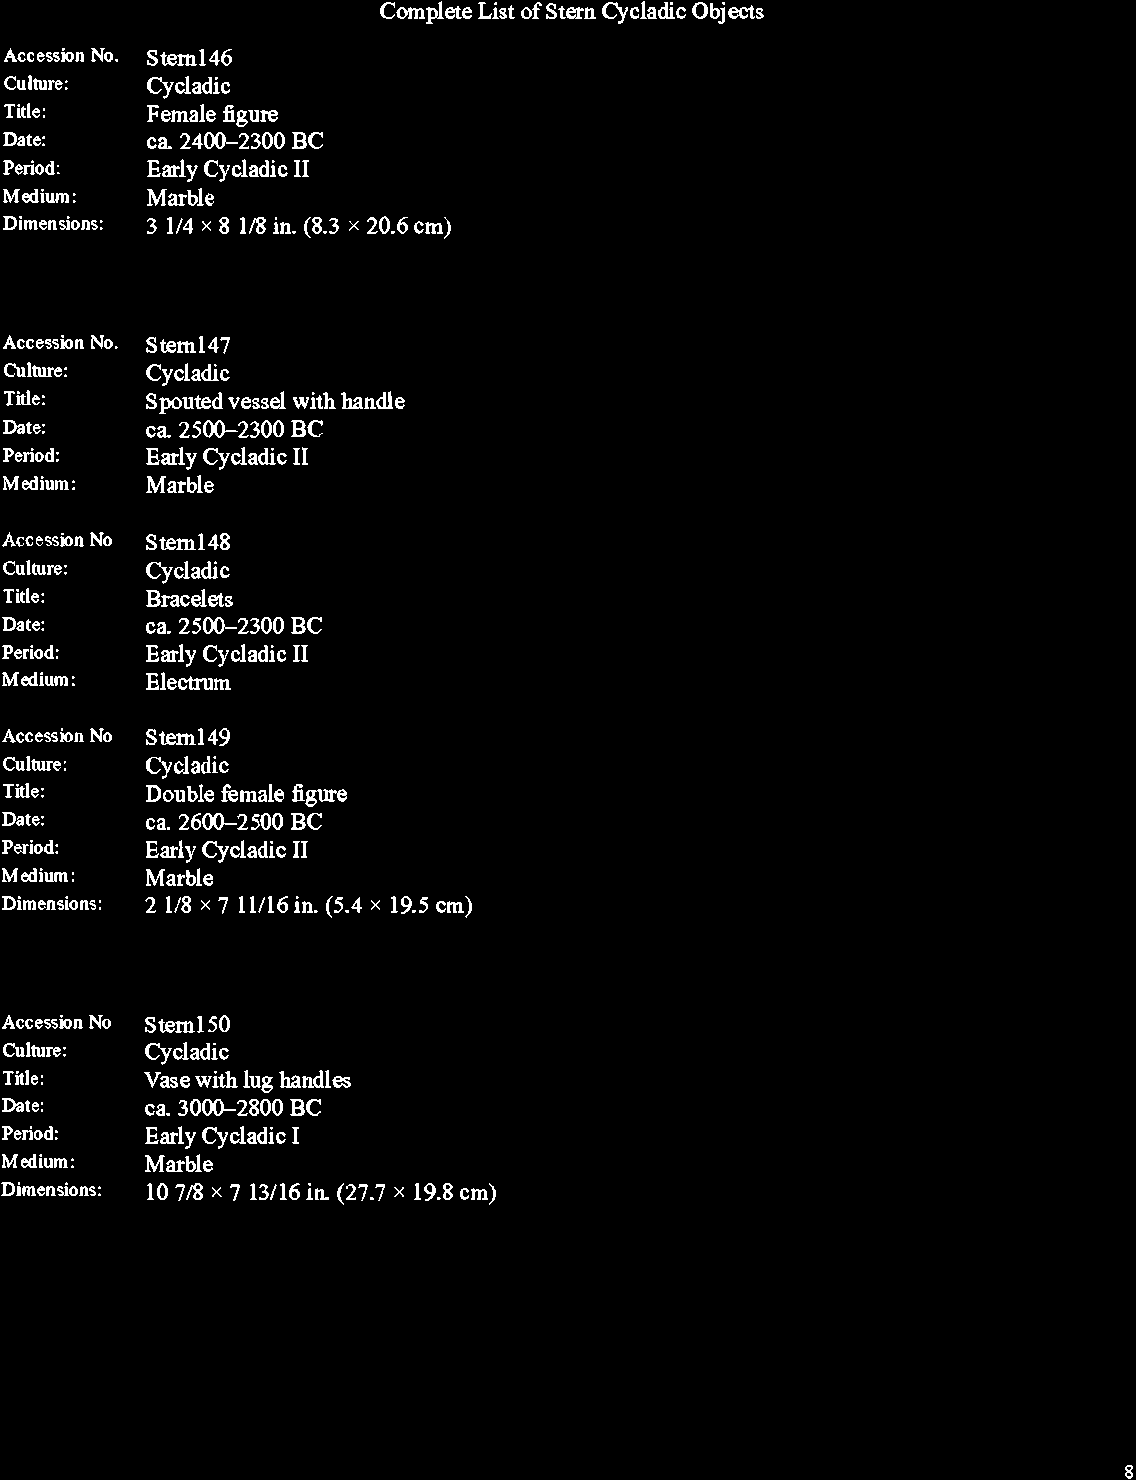 Complete List of Stern Cycladic Objects
Accession No. Stern146
Culture: Cycladic
Title: Female figure
Date: ca. 2400–2300 BC
Period: Early Cycladic II
Medium: Marble
Dimensions: 3 1/4 × 8 1/8 in. (8.3 × 20.6 cm)
Accession No. Stern147
Culture: Cycladic
Title: Spouted vessel with handle
Date: ca. 2500–2300 BC
Period: Early Cycladic II
Medium: Marble
Accession No Stern148
Culture: Cycladic
Title: Bracelets
Date: ca. 2500–2300 BC
Period: Early Cycladic II
Medium: Electrum
Accession No Stern149
Culture: Cycladic
Title: Double female figure
Date: ca. 2600–2500 BC
Period: Early Cycladic II
Medium: Marble
Dimensions: 2 1/8 × 7 11/16 in. (5.4 × 19.5 cm)
Accession No Stern150
Culture: Cycladic
Title: Vase with lug handles
Date: ca. 3000–2800 BC
Period: Early Cycladic I
Medium: Marble
Dimensions: 10 7/8 × 7 13/16 in. (27.7 × 19.8 cm)
8